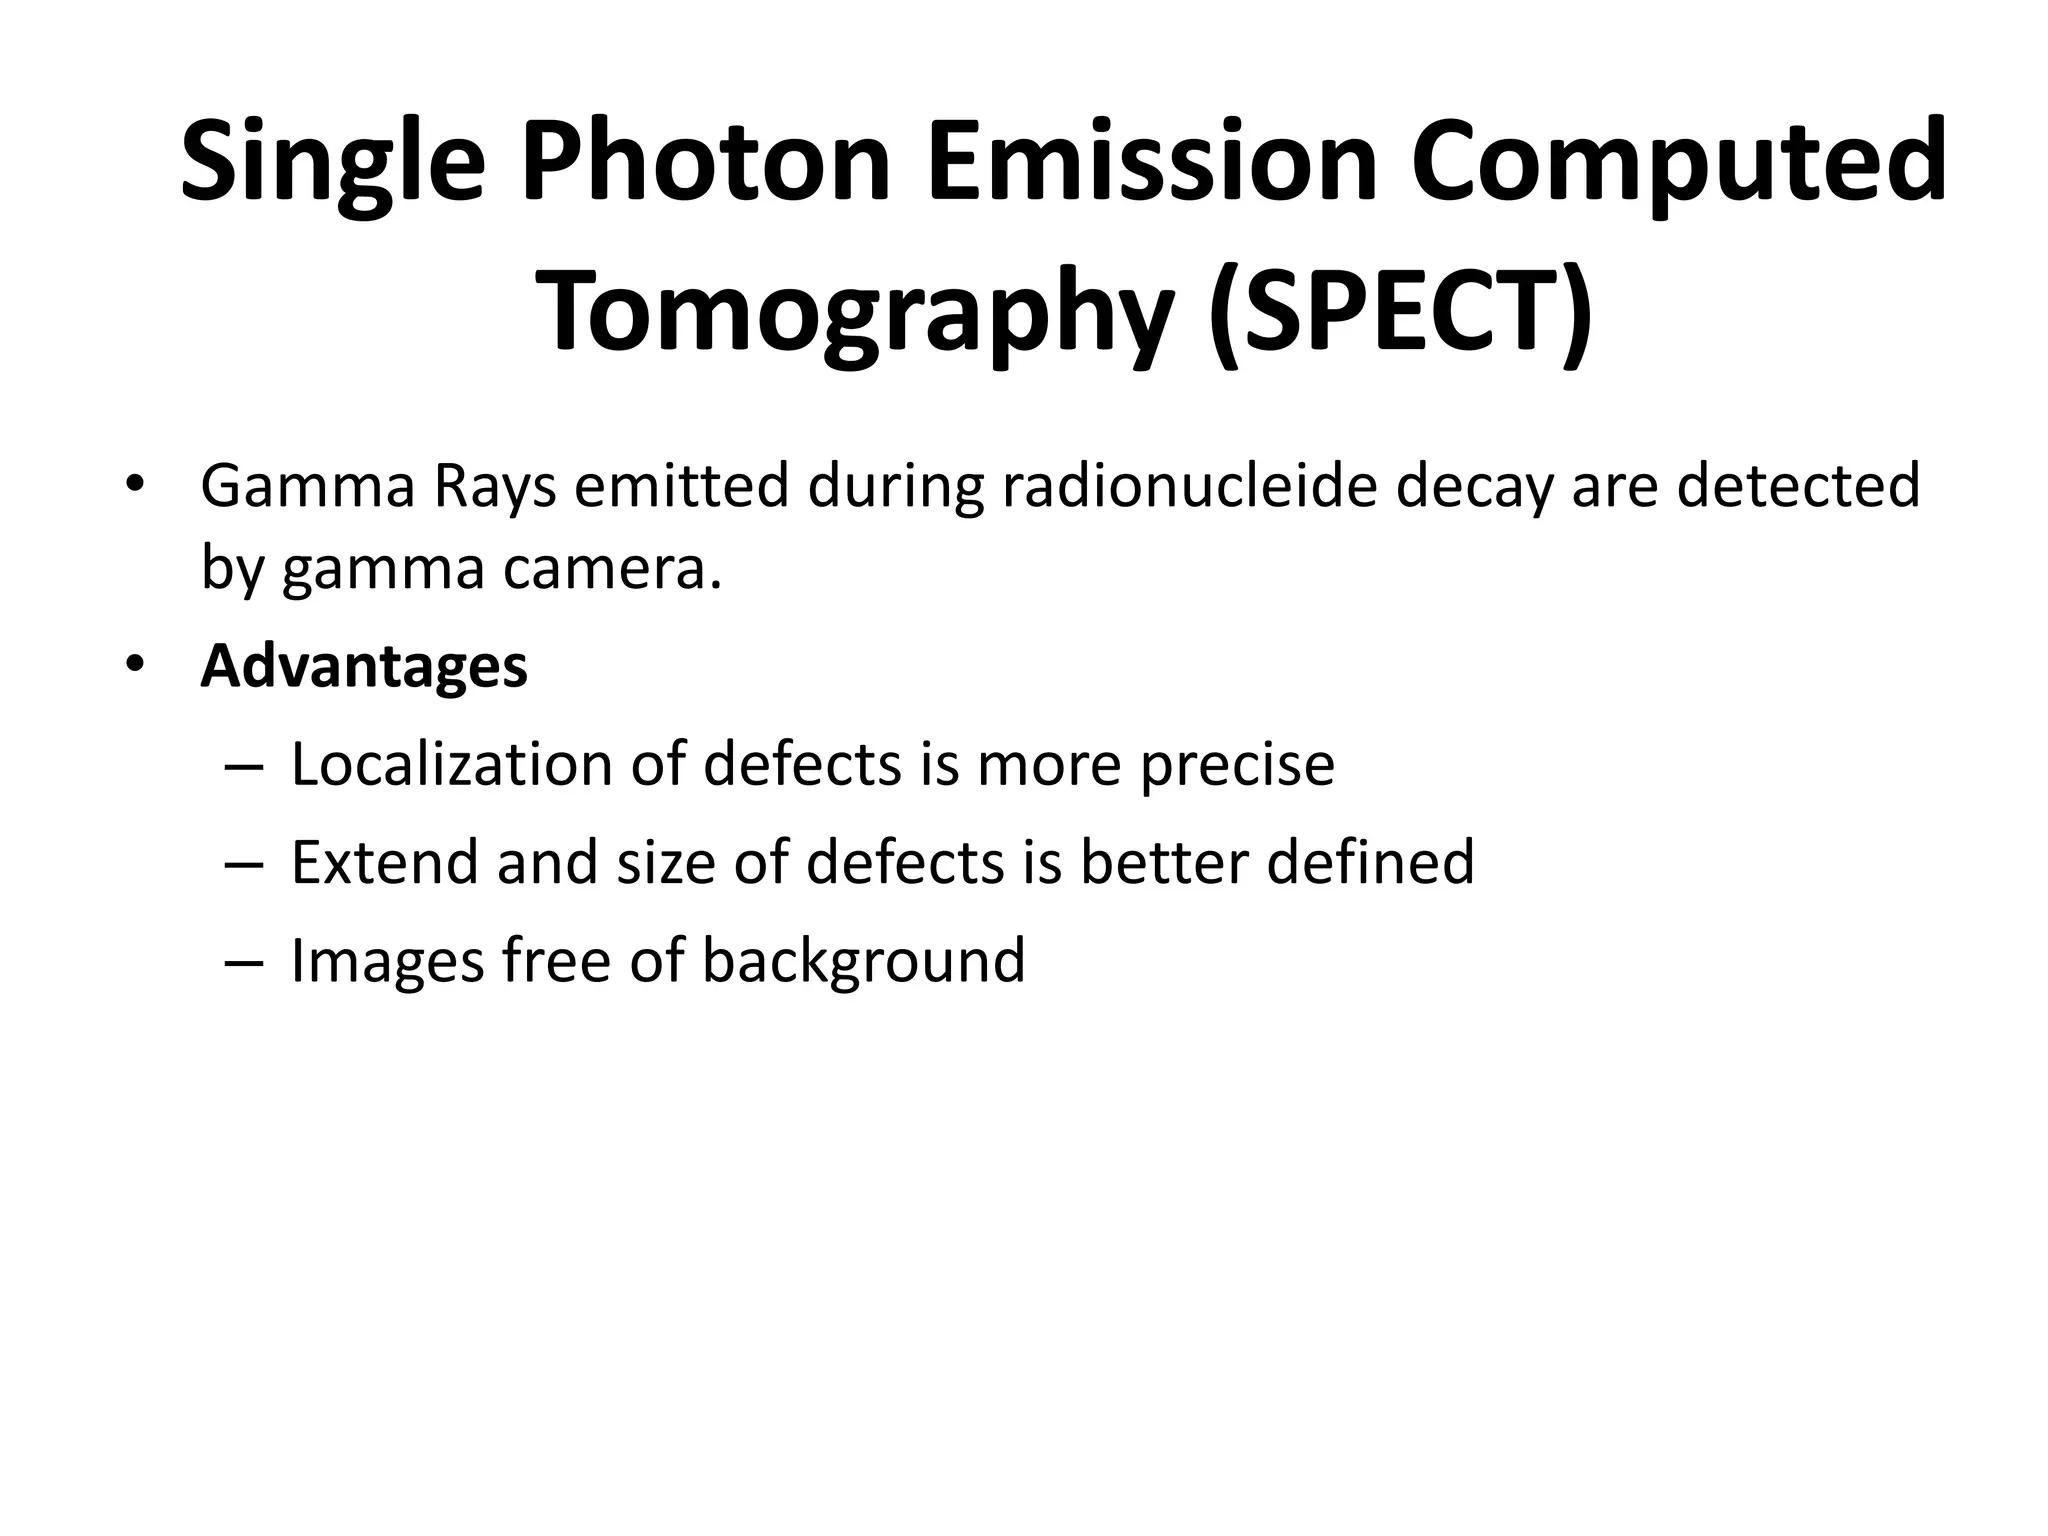 Single Photon Emission Computed
Tomography (SPECT)
• Gamma Rays emitted during radionucleide decay are detected
by gamma camera.
• Advantages
– Localization of defects is more precise
– Extend and size of defects is better defined
– Images free of background